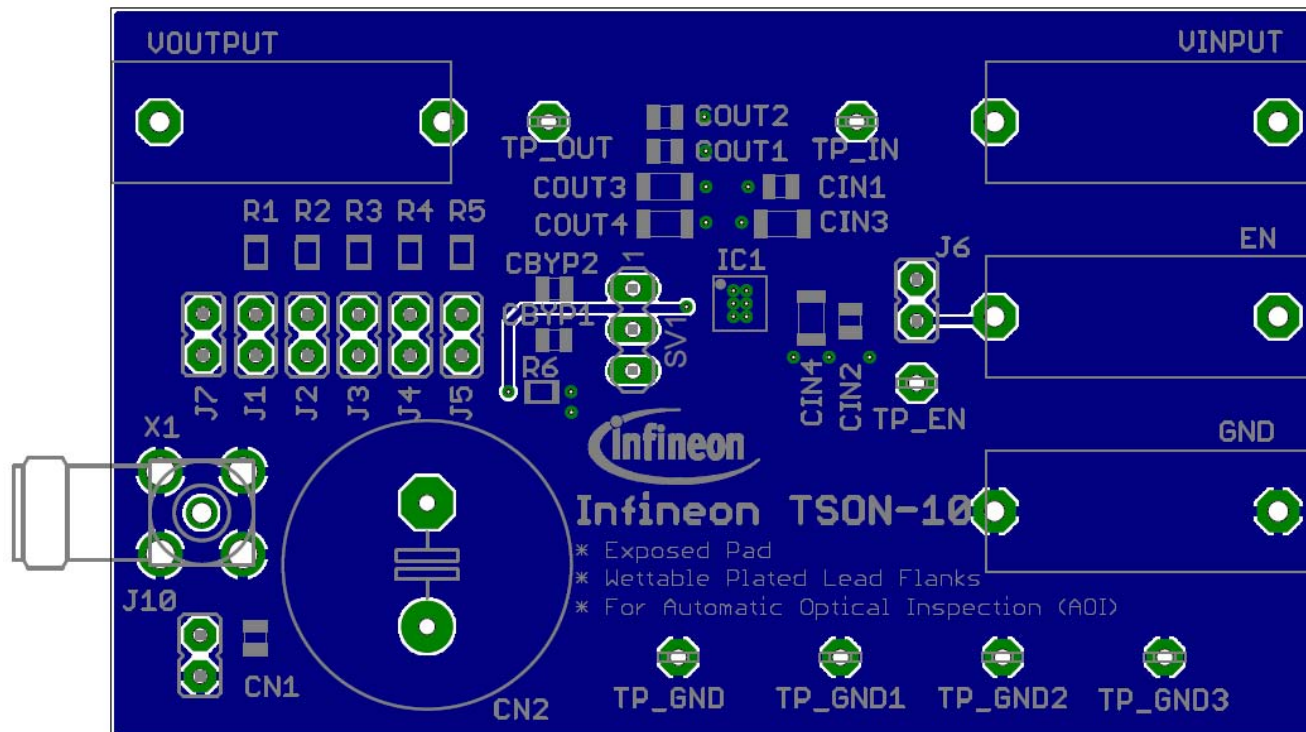 VOUTPUT
VINPUT
COUT2
TP_OUT
COUT1
TP_IN
COUT3
CIN1
COUT4
CIN3
R1 R2 R3 R4 R5
EN
J6
CBYP2
1
IC1
CBYP1
SV1
R6
J7 J1 J2 J3 J4 J5
CIN4
CIN2
TP_EN
X1
GND
infineon
Infineon TSON-10
* Exposed Pad
* Wettable Plated Lead Flanks
* For Automatic Optical Inspection (AOI)
J10
CN1
CN2
TP_GND
TP_GND1
TP_GND2
TP_GND3